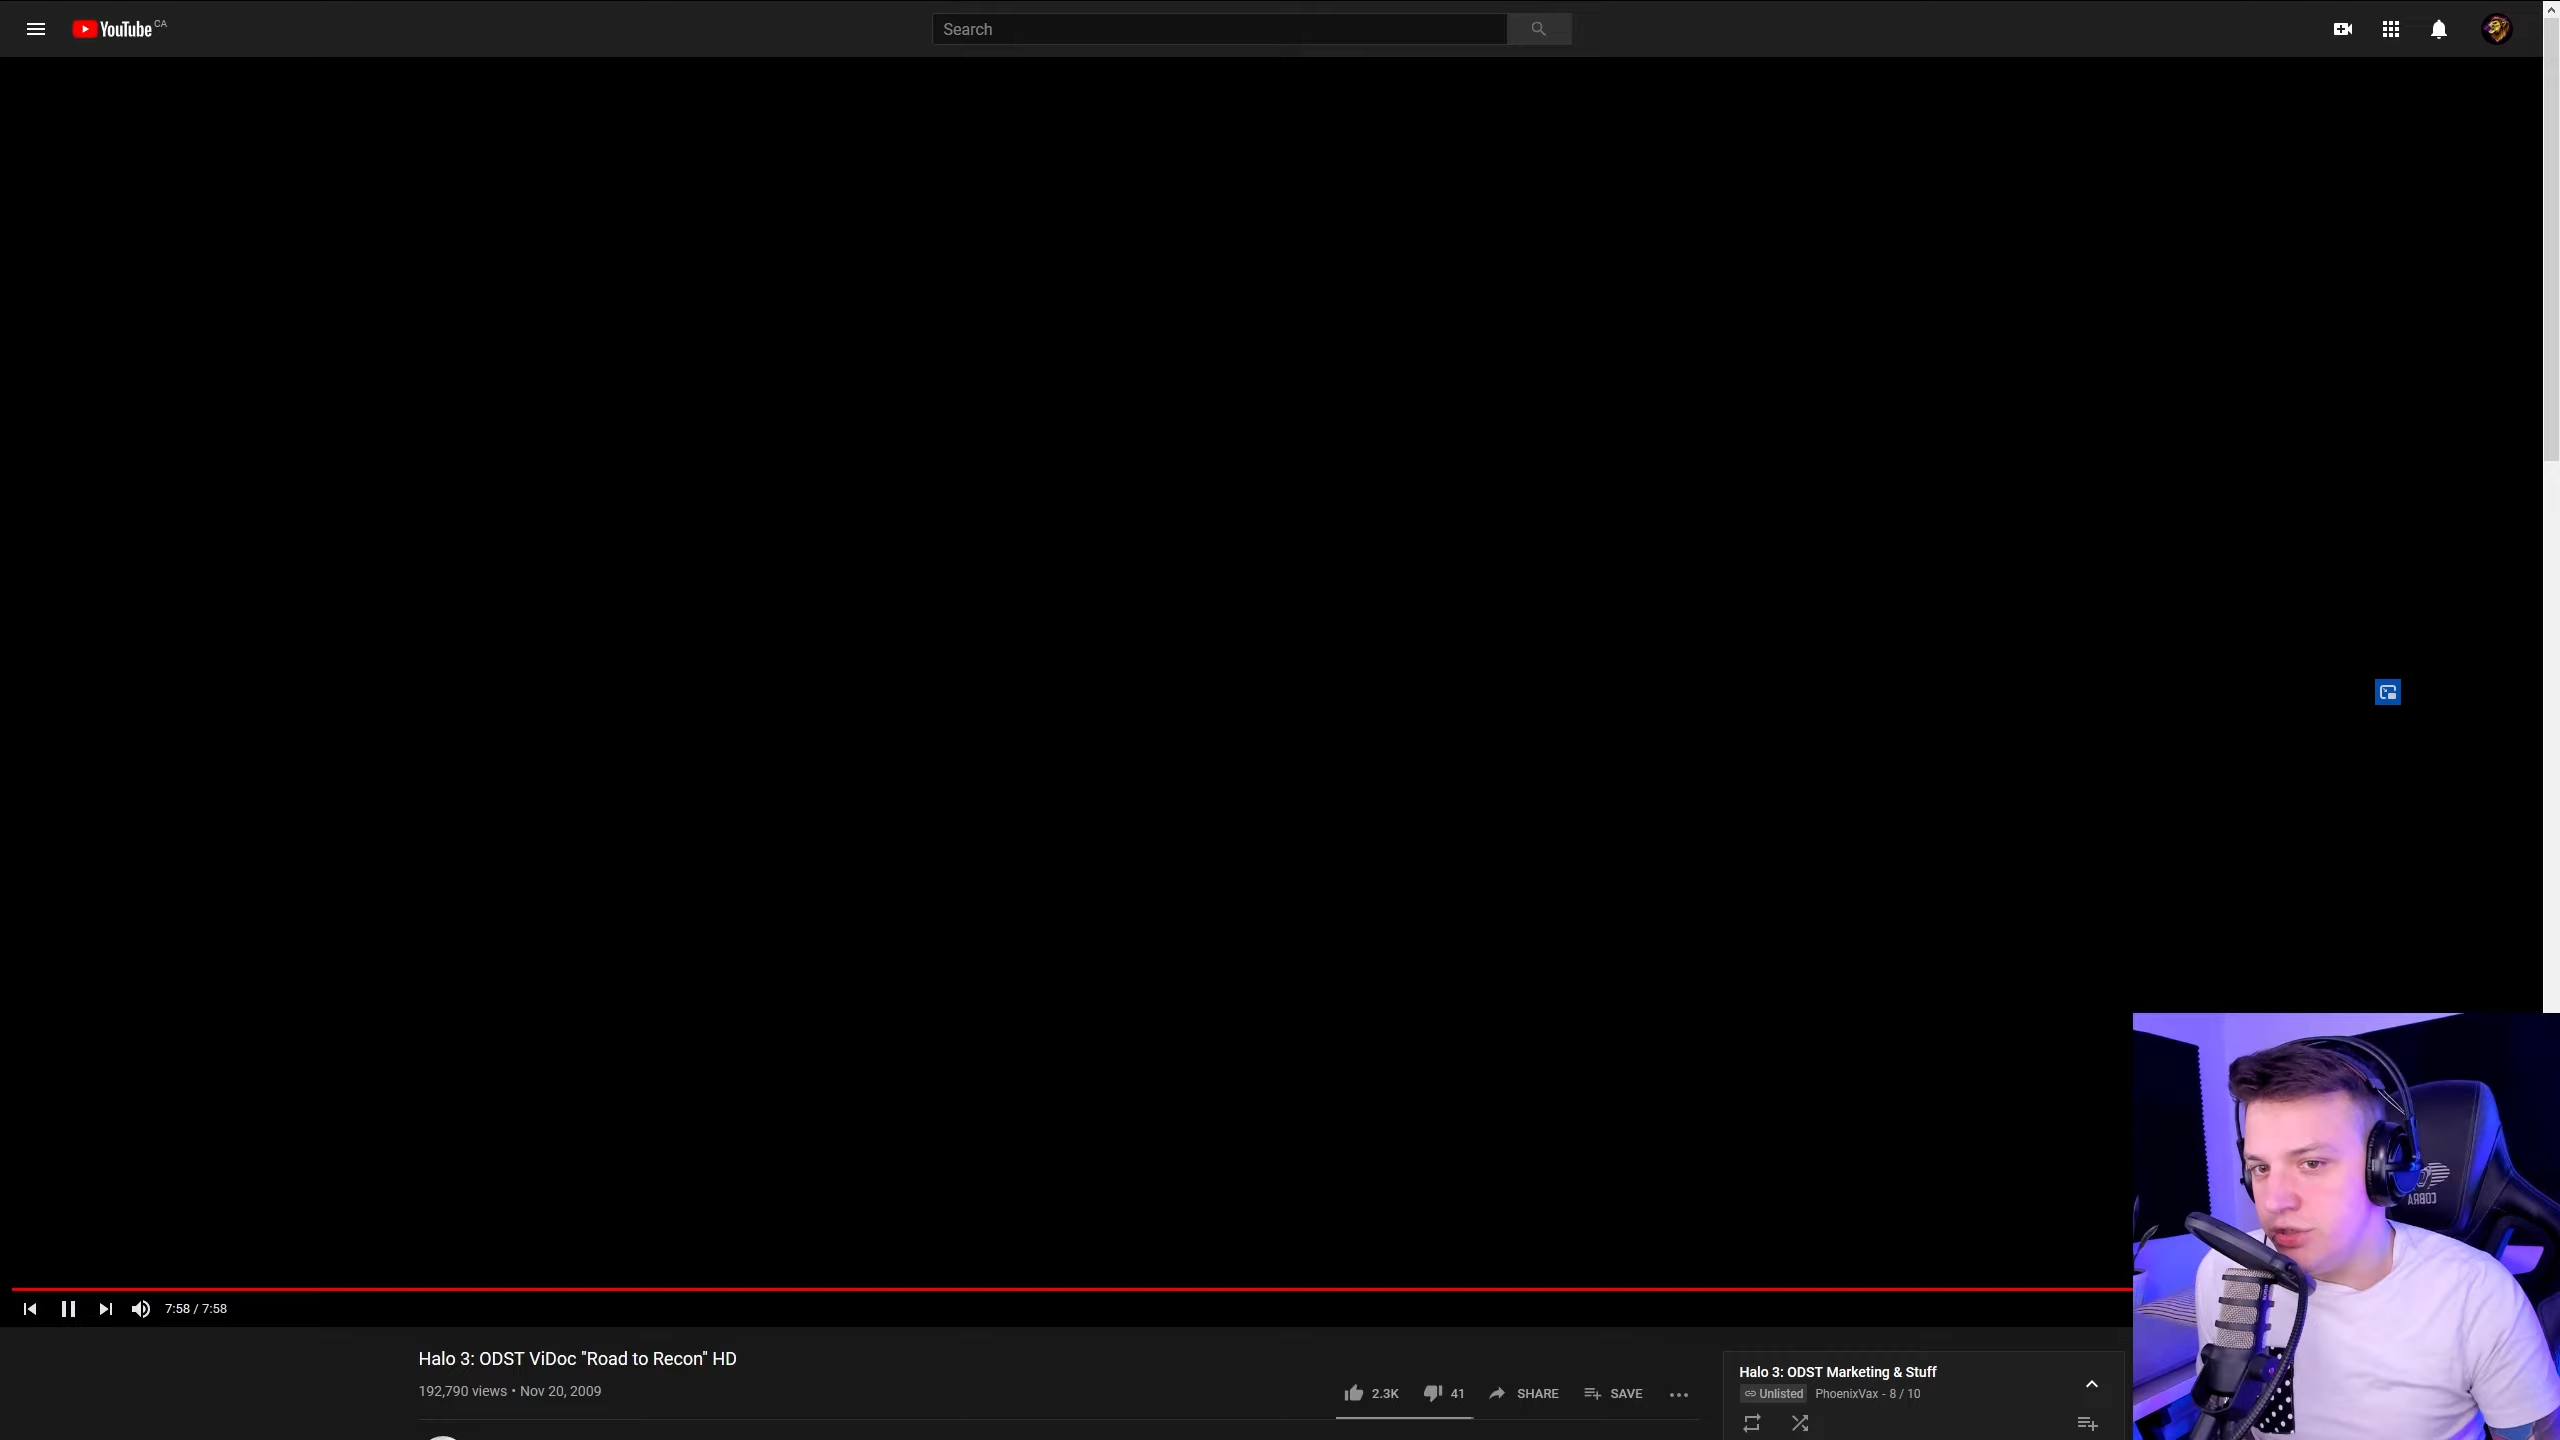 YouTube CA
Search
7:58 / 7:58
Halo 3: ODST ViDoc "Road to Recon" HD
192,790 views • Nov 20, 2009
2.3K 41 SHARE SAVE
Halo 3: ODST Marketing & Stuff
Unlisted PhoenixVax - 8 / 10
COBRA